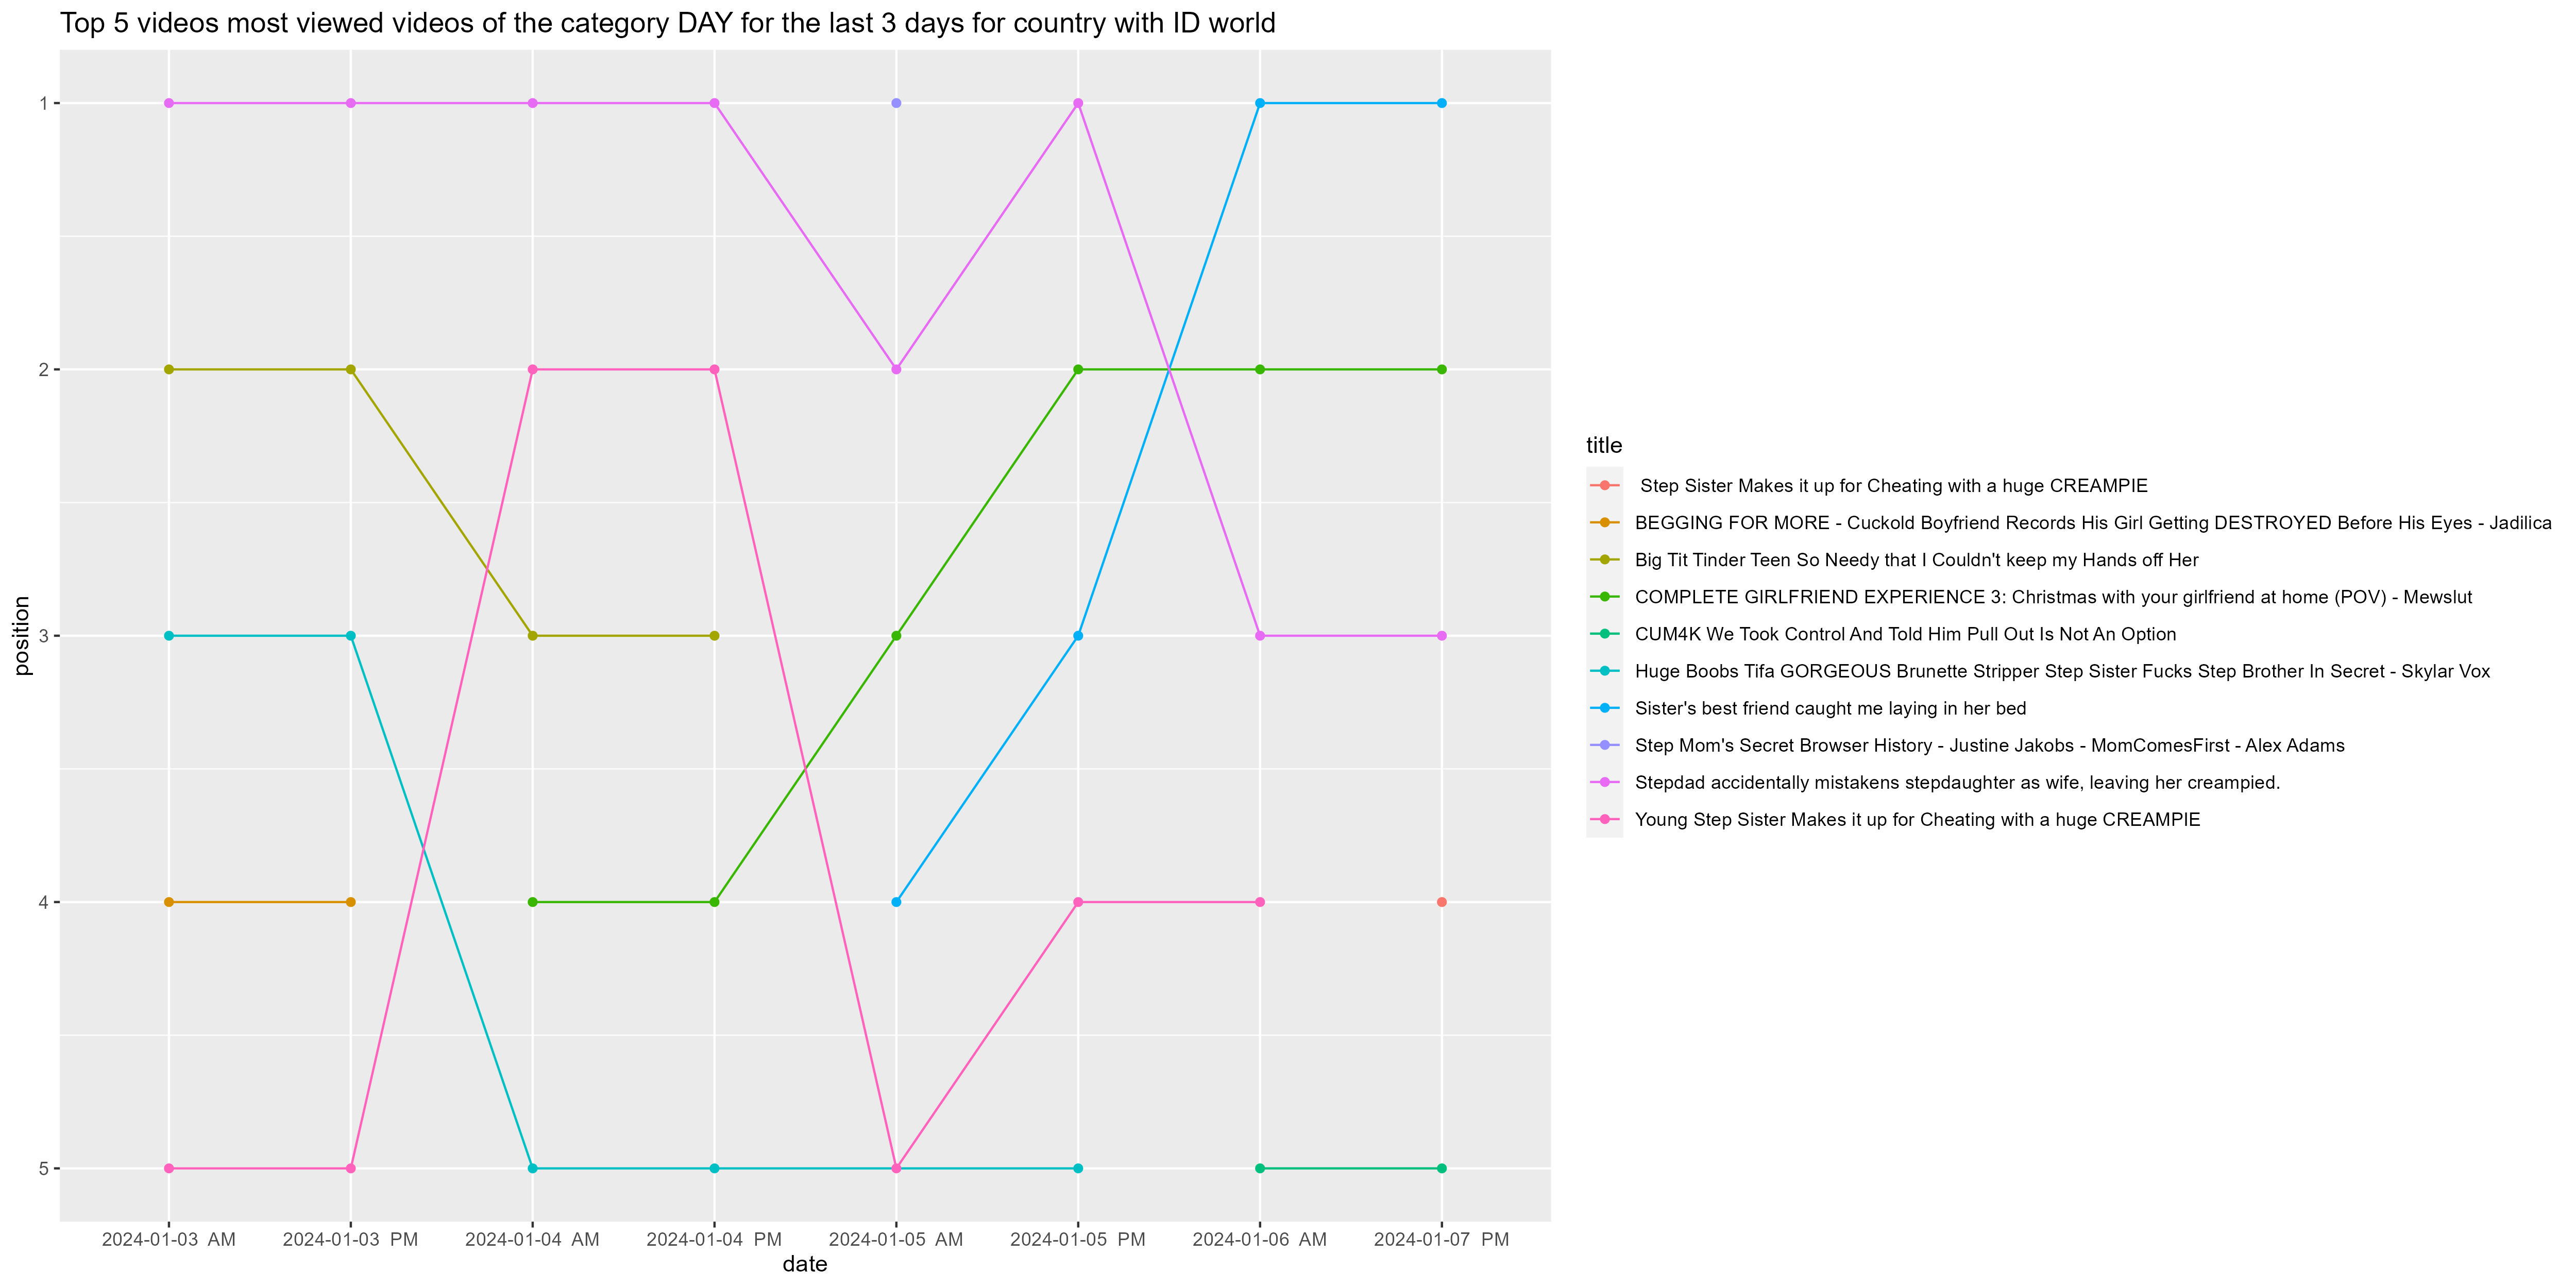 Top 5 videos most viewed videos of the category DAY for the last 3 days for country with ID world
position
1
2
3
4
5
2024-01-03 AM
2024-01-03 PM
2024-01-04 AM
2024-01-04 PM
2024-01-05 AM
2024-01-05 PM
2024-01-06 AM
2024-01-07 PM
date
title
Step Sister Makes it up for Cheating with a huge CREAMPIE
BEGGING FOR MORE - Cuckold Boyfriend Records His Girl Getting DESTROYED Before His Eyes - Jadilica
Big Tit Tinder Teen So Needy that I Couldn't keep my Hands off Her
COMPLETE GIRLFRIEND EXPERIENCE 3: Christmas with your girlfriend at home (POV) - Mewslut
CUM4K We Took Control And Told Him Pull Out Is Not An Option
Huge Boobs Tifa GORGEOUS Brunette Stripper Step Sister Fucks Step Brother In Secret - Skylar Vox
Sister's best friend caught me laying in her bed
Step Mom's Secret Browser History - Justine Jakobs - MomComesFirst - Alex Adams
Stepdad accidentally mistakens stepdaughter as wife, leaving her creampied.
Young Step Sister Makes it up for Cheating with a huge CREAMPIE